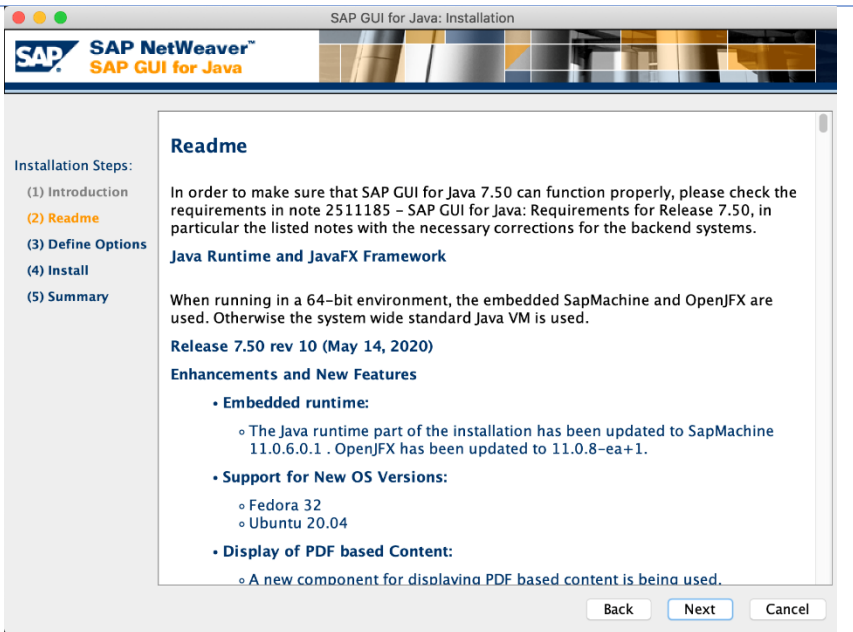 SAP GUI for Java: Installation
SAP
SAP NetWeaver™
SAP GUI for Java
Installation Steps:
(1) Introduction
(2) Readme
(3) Define Options
(4) Install
(5) Summary
Readme
In order to make sure that SAP GUI for Java 7.50 can function properly, please check the
requirements in note 2511185 – SAP GUI for Java: Requirements for Release 7.50, in
particular the listed notes with the necessary corrections for the backend systems.
Java Runtime and JavaFX Framework
When running in a 64-bit environment, the embedded SapMachine and OpenJFX are
used. Otherwise the system wide standard Java VM is used.
Release 7.50 rev 10 (May 14, 2020)
Enhancements and New Features
• Embedded runtime:
◦ The Java runtime part of the installation has been updated to SapMachine
11.0.6.0.1 . OpenJFX has been updated to 11.0.8-ea+1.
• Support for New OS Versions:
◦ Fedora 32
◦ Ubuntu 20.04
• Display of PDF based Content:
◦ A new component for displaying PDF based content is being used.
Back
Next
Cancel